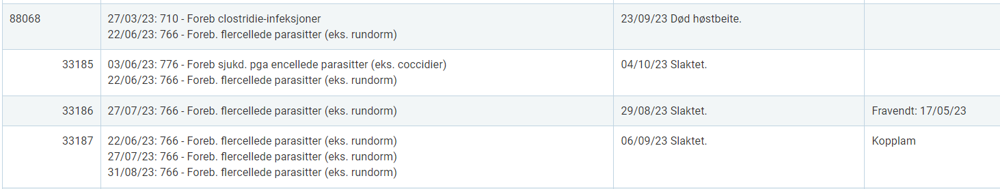 88068
27/03/23: 710 - Foreb clostridie-infeksjoner
22/06/23: 766 - Foreb. flercellede parasitter (eks. rundorm)
23/09/23 Død høstbeite.
33185
03/06/23: 776 - Foreb sjukd. pga encellede parasitter (eks. coccidier)
22/06/23: 766 - Foreb. flercellede parasitter (eks. rundorm)
04/10/23 Slaktet.
33186
27/07/23: 766 - Foreb. flercellede parasitter (eks. rundorm)
29/08/23 Slaktet.
Fravendt: 17/05/23
33187
22/06/23: 766 - Foreb. flercellede parasitter (eks. rundorm)
27/07/23: 766 - Foreb. flercellede parasitter (eks. rundorm)
31/08/23: 766 - Foreb. flercellede parasitter (eks. rundorm)
06/09/23 Slaktet.
Kopplam